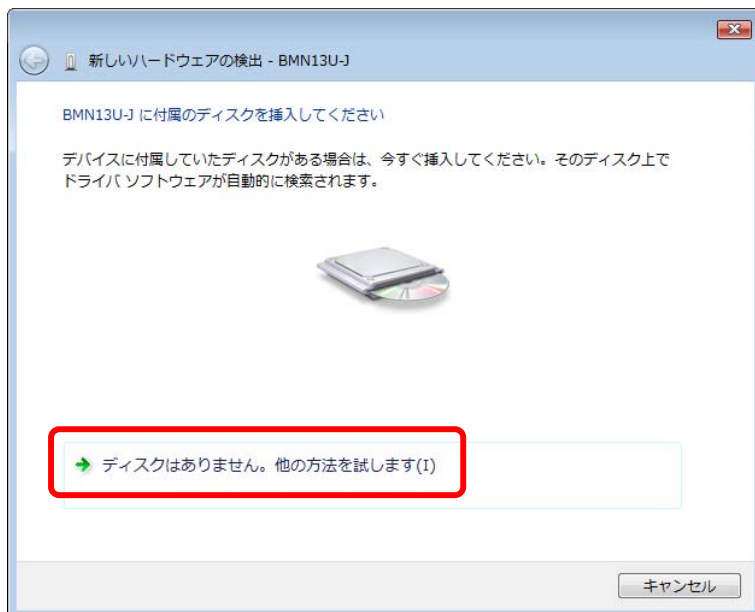 新しいハードウェアの検出 - BMN13U-J
BMN13U-J に付属のディスクを挿入してください
デバイスに付属していたディスクがある場合は、今すぐ挿入してください。そのディスク上で
ドライバ ソフトウェアが自動的に検索されます。
ディスクはありません。他の方法を試します(I)
キャンセル